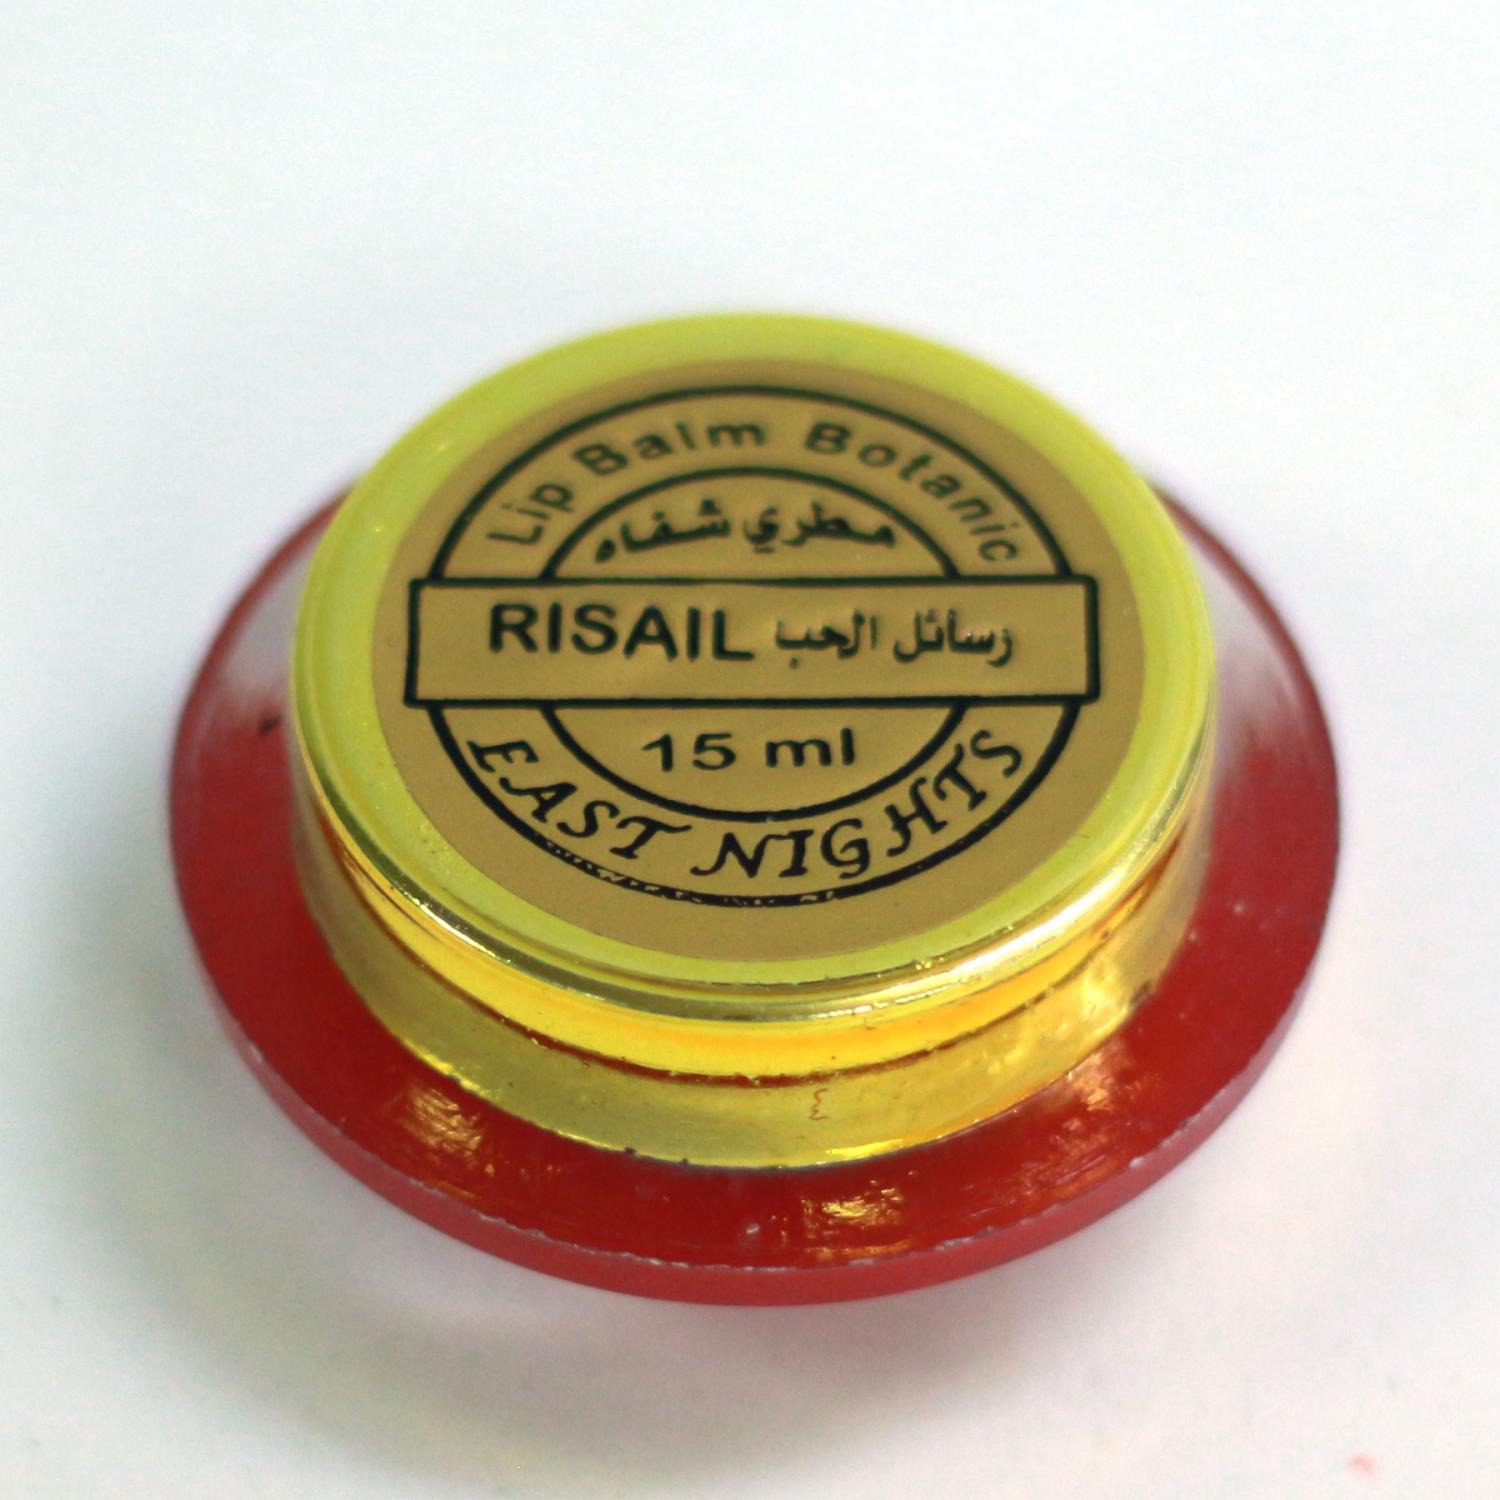 Lip Balm Botanic
مطري شفاه
RISAIL رسائل الحب
15 ml
EAST NIGHTS